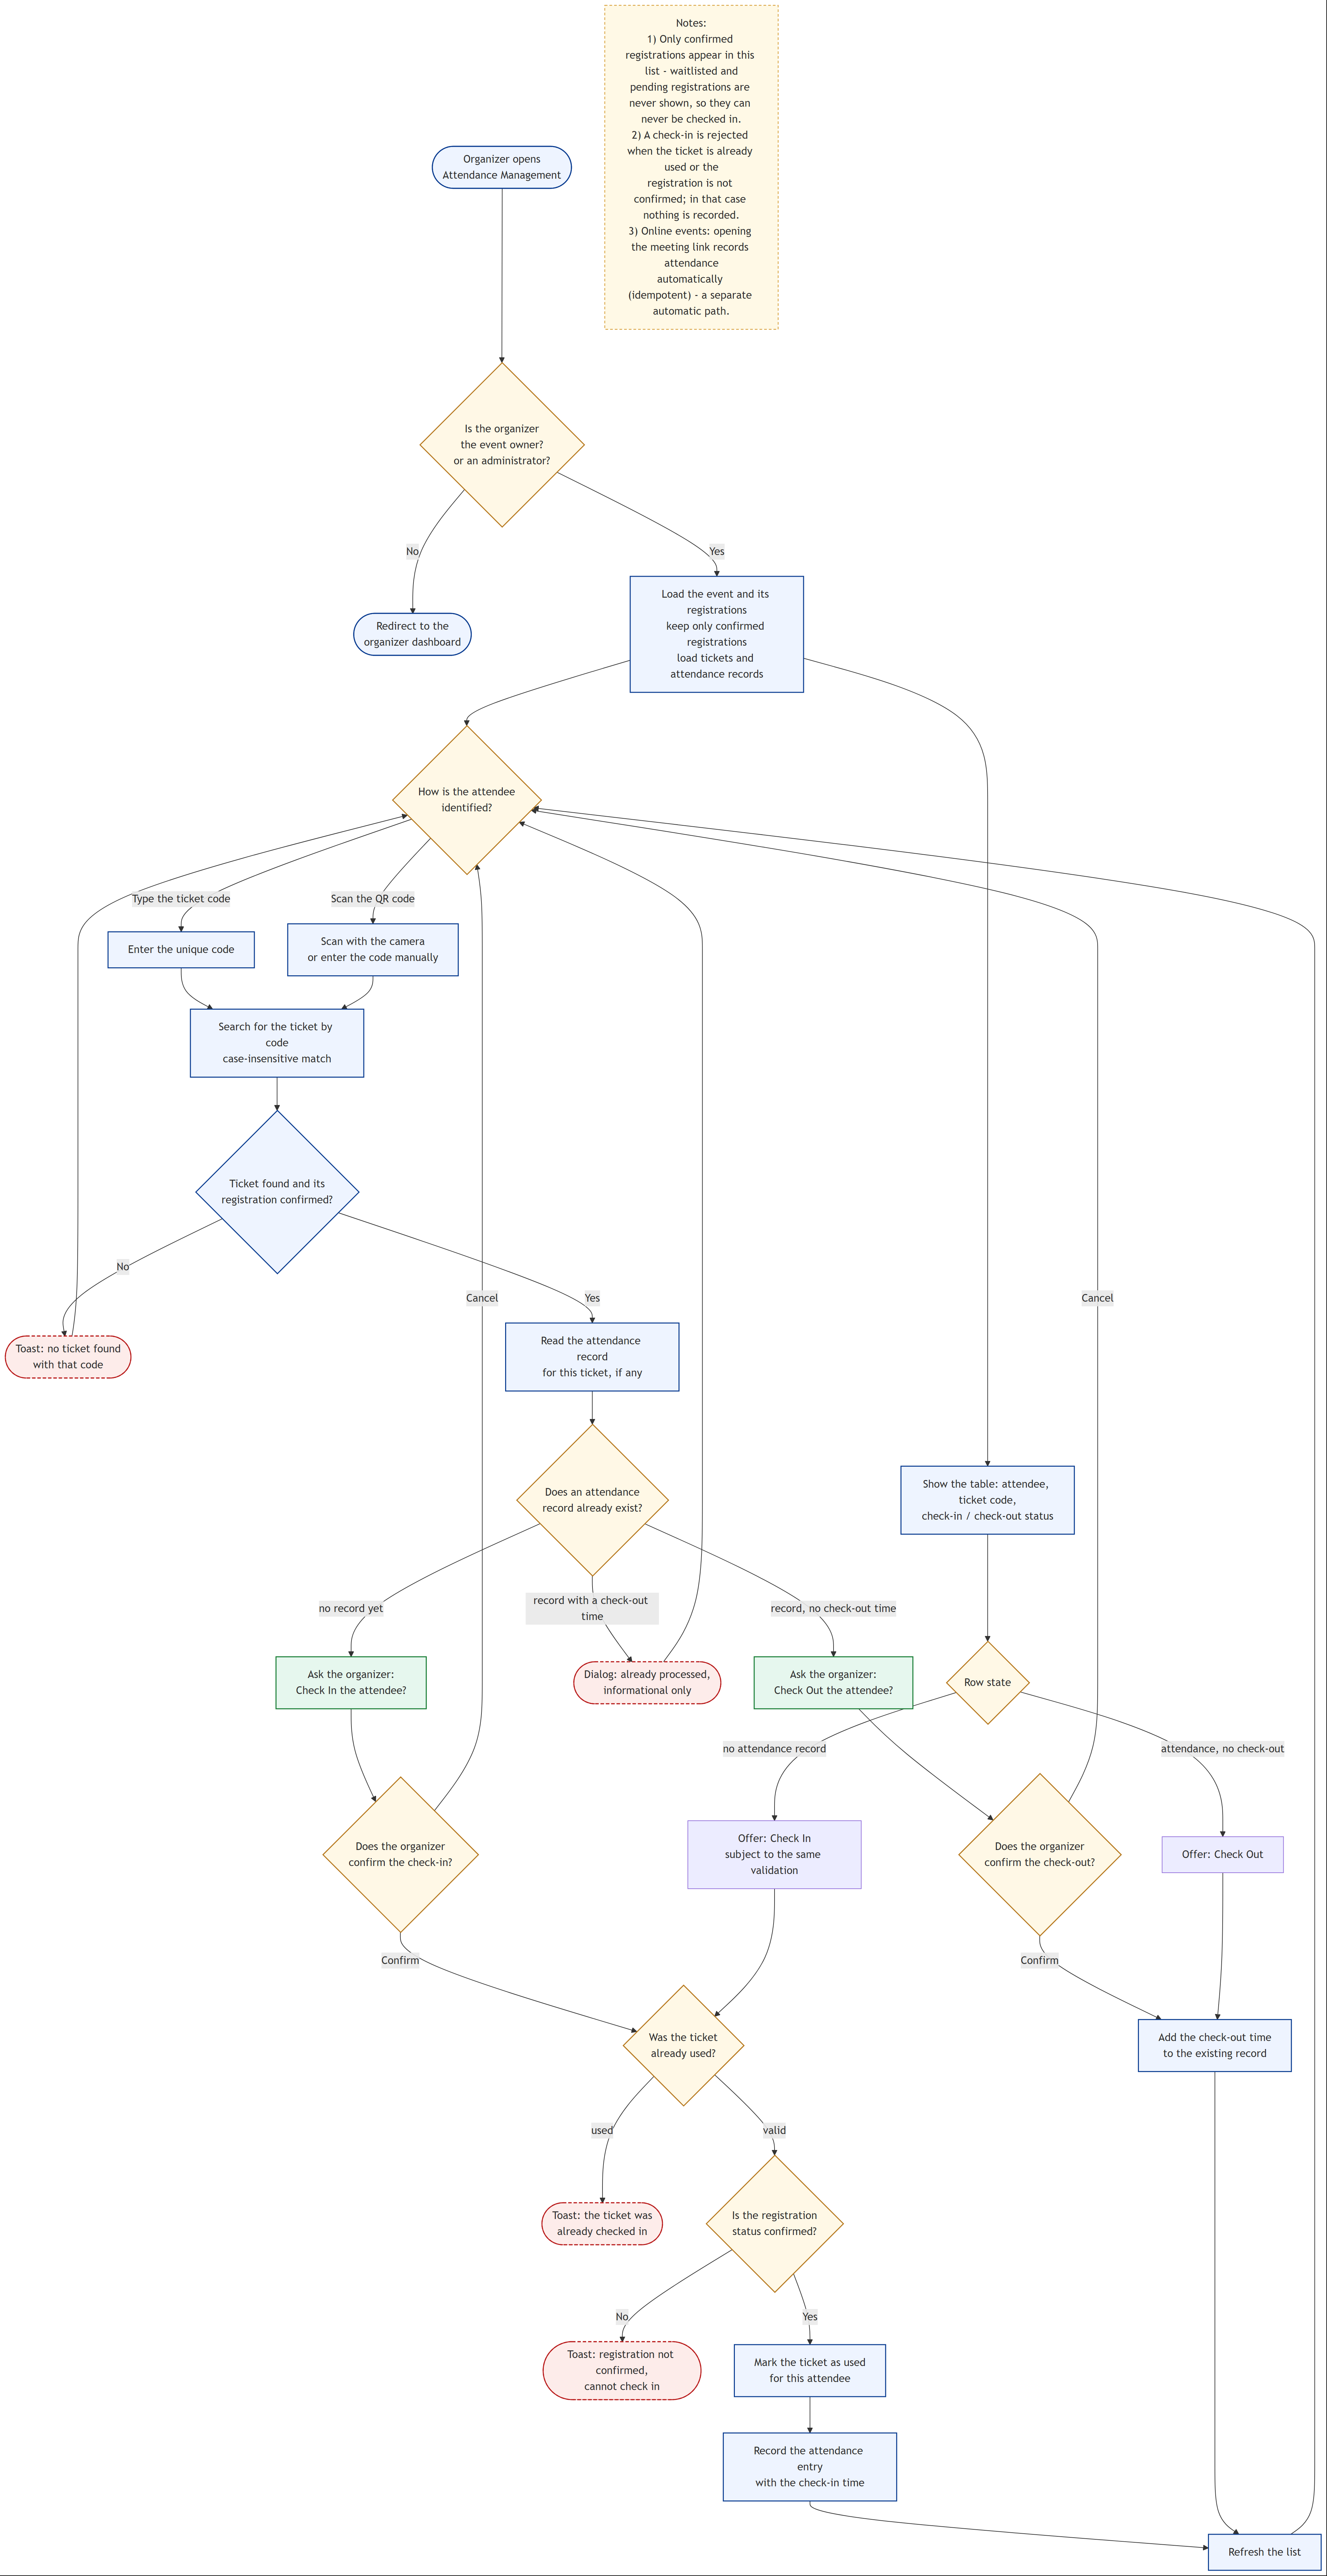 Notes:
1) Only confirmed
registrations appear in this
list - waitlisted and
pending registrations are
never shown, so they can
never be checked in.
2) A check-in is rejected
when the ticket is already
used or the
registration is not
confirmed; in that case
nothing is recorded.
3) Online events: opening
the meeting link records
attendance
automatically
(idempotent) - a separate
automatic path.
Organizer opens
Attendance Management
Is the organizer
the event owner?
or an administrator?
No
Yes
Redirect to the
organizer dashboard
Load the event and its
registrations
keep only confirmed
registrations
load tickets and
attendance records
How is the attendee
identified?
Type the ticket code
Scan the QR code
Enter the unique code
Scan with the camera
or enter the code manually
Search for the ticket by
code
case-insensitive match
Ticket found and its
registration confirmed?
No
Yes
Cancel
Cancel
Toast: no ticket found
with that code
Read the attendance
record
for this ticket, if any
Does an attendance
record already exist?
Show the table: attendee,
ticket code,
check-in / check-out status
no record yet
record with a check-out
time
record, no check-out time
Ask the organizer:
Check In the attendee?
Dialog: already processed,
informational only
Ask the organizer:
Check Out the attendee?
Row state
no attendance record
attendance, no check-out
Does the organizer
confirm the check-in?
Offer: Check In
subject to the same
validation
Does the organizer
confirm the check-out?
Offer: Check Out
Confirm
Confirm
Was the ticket
already used?
Add the check-out time
to the existing record
used
valid
Toast: the ticket was
already checked in
Is the registration
status confirmed?
No
Yes
Toast: registration not
confirmed,
cannot check in
Mark the ticket as used
for this attendee
Record the attendance
entry
with the check-in time
Refresh the list